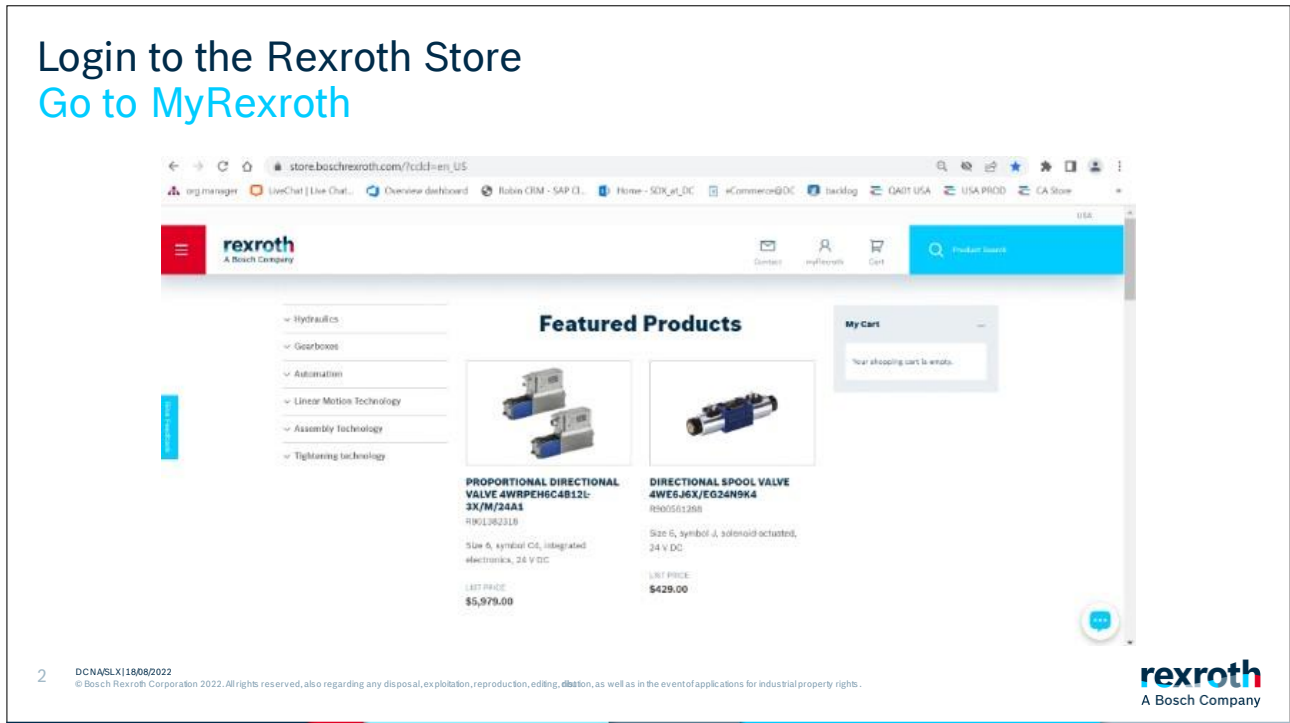 Login to the Rexroth Store
Go to MyRexroth
store.boschrexroth.com/?cclcl=en_US
org.manager LiveChat | Live Chat... Overview dashboard Robin CRM - SAP Cl... Home - SDX_at_DC eCommerce@DC backlog QA01 USA USA PROD CA Store
USA
rexroth
A Bosch Company
Contact myRexroth Cart Product Search
Hydraulics
Gearboxes
Automation
Linear Motion Technology
Assembly Technology
Tightening technology
Featured Products
PROPORTIONAL DIRECTIONAL
VALVE 4WRPEH6C4B12L-
3X/M/24A1
R901382318
Size 6, symbol C4, integrated
electronics, 24 V DC
LIST PRICE
$5,979.00
DIRECTIONAL SPOOL VALVE
4WE6J6X/EG24N9K4
R900561288
Size 6, symbol J, solenoid actuated,
24 V DC
LIST PRICE
$429.00
My Cart
Your shopping cart is empty.
2
DCNA/SLX | 18/08/2022
© Bosch Rexroth Corporation 2022. All rights reserved, also regarding any disposal, exploitation, reproduction, editing, as well as in the event of applications for industrial property rights.
rexroth
A Bosch Company